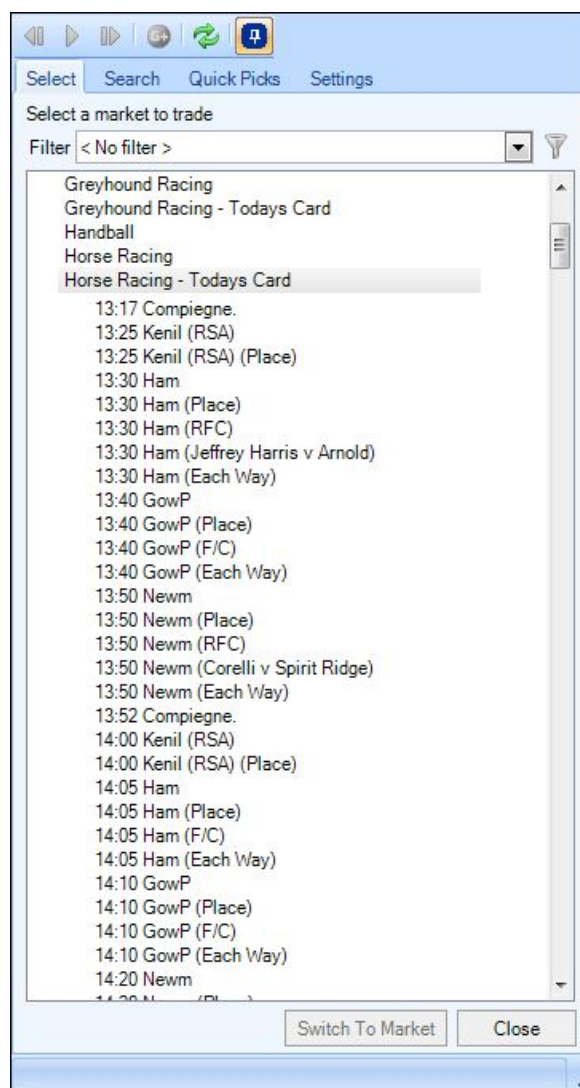 Select Search Quick Picks Settings
Select a market to trade
Filter < No filter >
Greyhound Racing
Greyhound Racing - Todays Card
Handball
Horse Racing
Horse Racing - Todays Card
13:17 Compiegne.
13:25 Kenil (RSA)
13:25 Kenil (RSA) (Place)
13:30 Ham
13:30 Ham (Place)
13:30 Ham (RFC)
13:30 Ham (Jeffrey Harris v Arnold)
13:30 Ham (Each Way)
13:40 GowP
13:40 GowP (Place)
13:40 GowP (F/C)
13:40 GowP (Each Way)
13:50 Newm
13:50 Newm (Place)
13:50 Newm (RFC)
13:50 Newm (Corelli v Spirit Ridge)
13:50 Newm (Each Way)
13:52 Compiegne.
14:00 Kenil (RSA)
14:00 Kenil (RSA) (Place)
14:05 Ham
14:05 Ham (Place)
14:05 Ham (F/C)
14:05 Ham (Each Way)
14:10 GowP
14:10 GowP (Place)
14:10 GowP (F/C)
14:10 GowP (Each Way)
14:20 Newm
Switch To Market Close